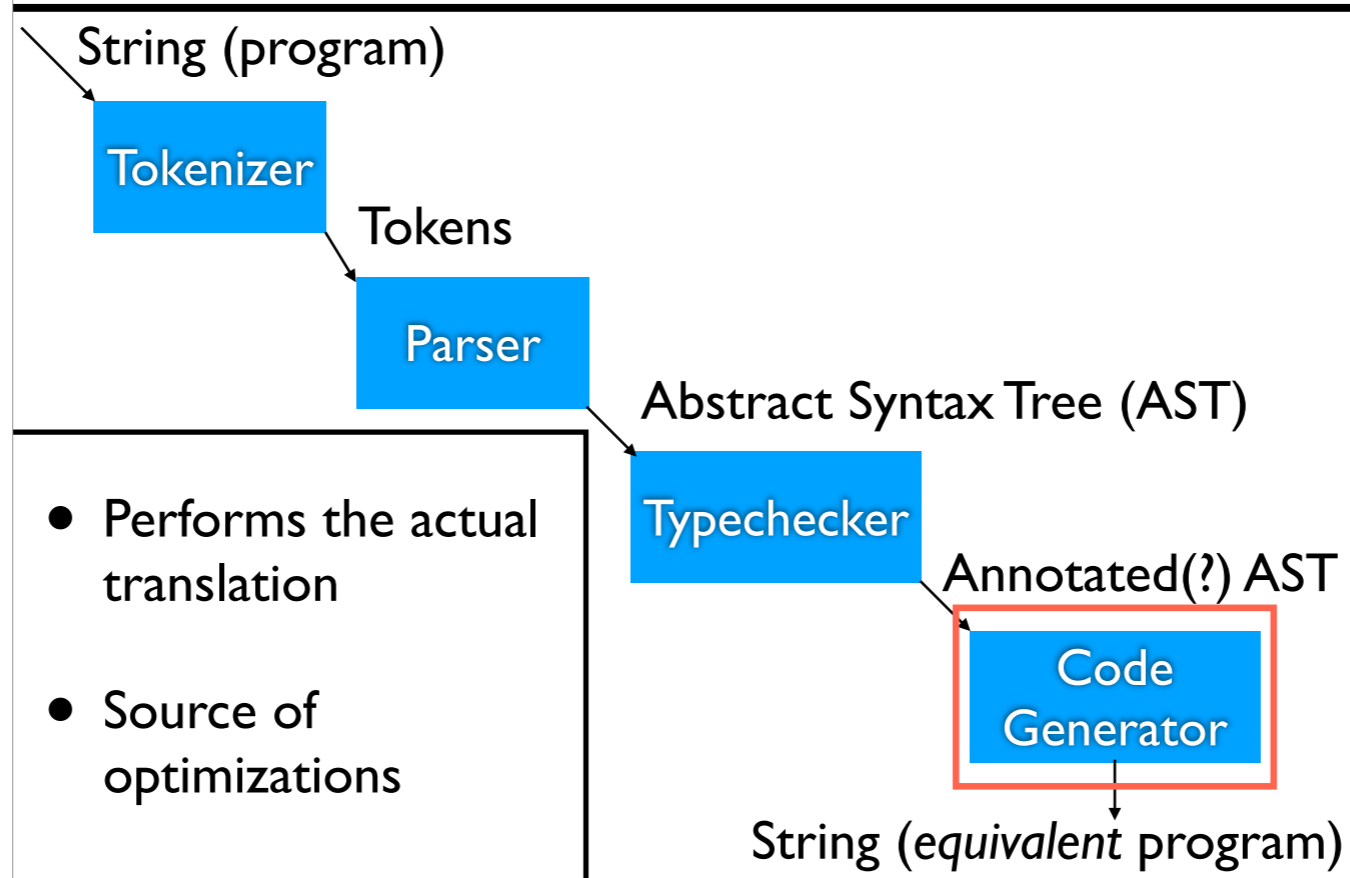 String (program)
Tokenizer
Tokens
Parser
Abstract Syntax Tree (AST)
Typechecker
Annotated(?) AST
Code
Generator
String (equivalent program)
• Performs the actual
translation
• Source of
optimizations